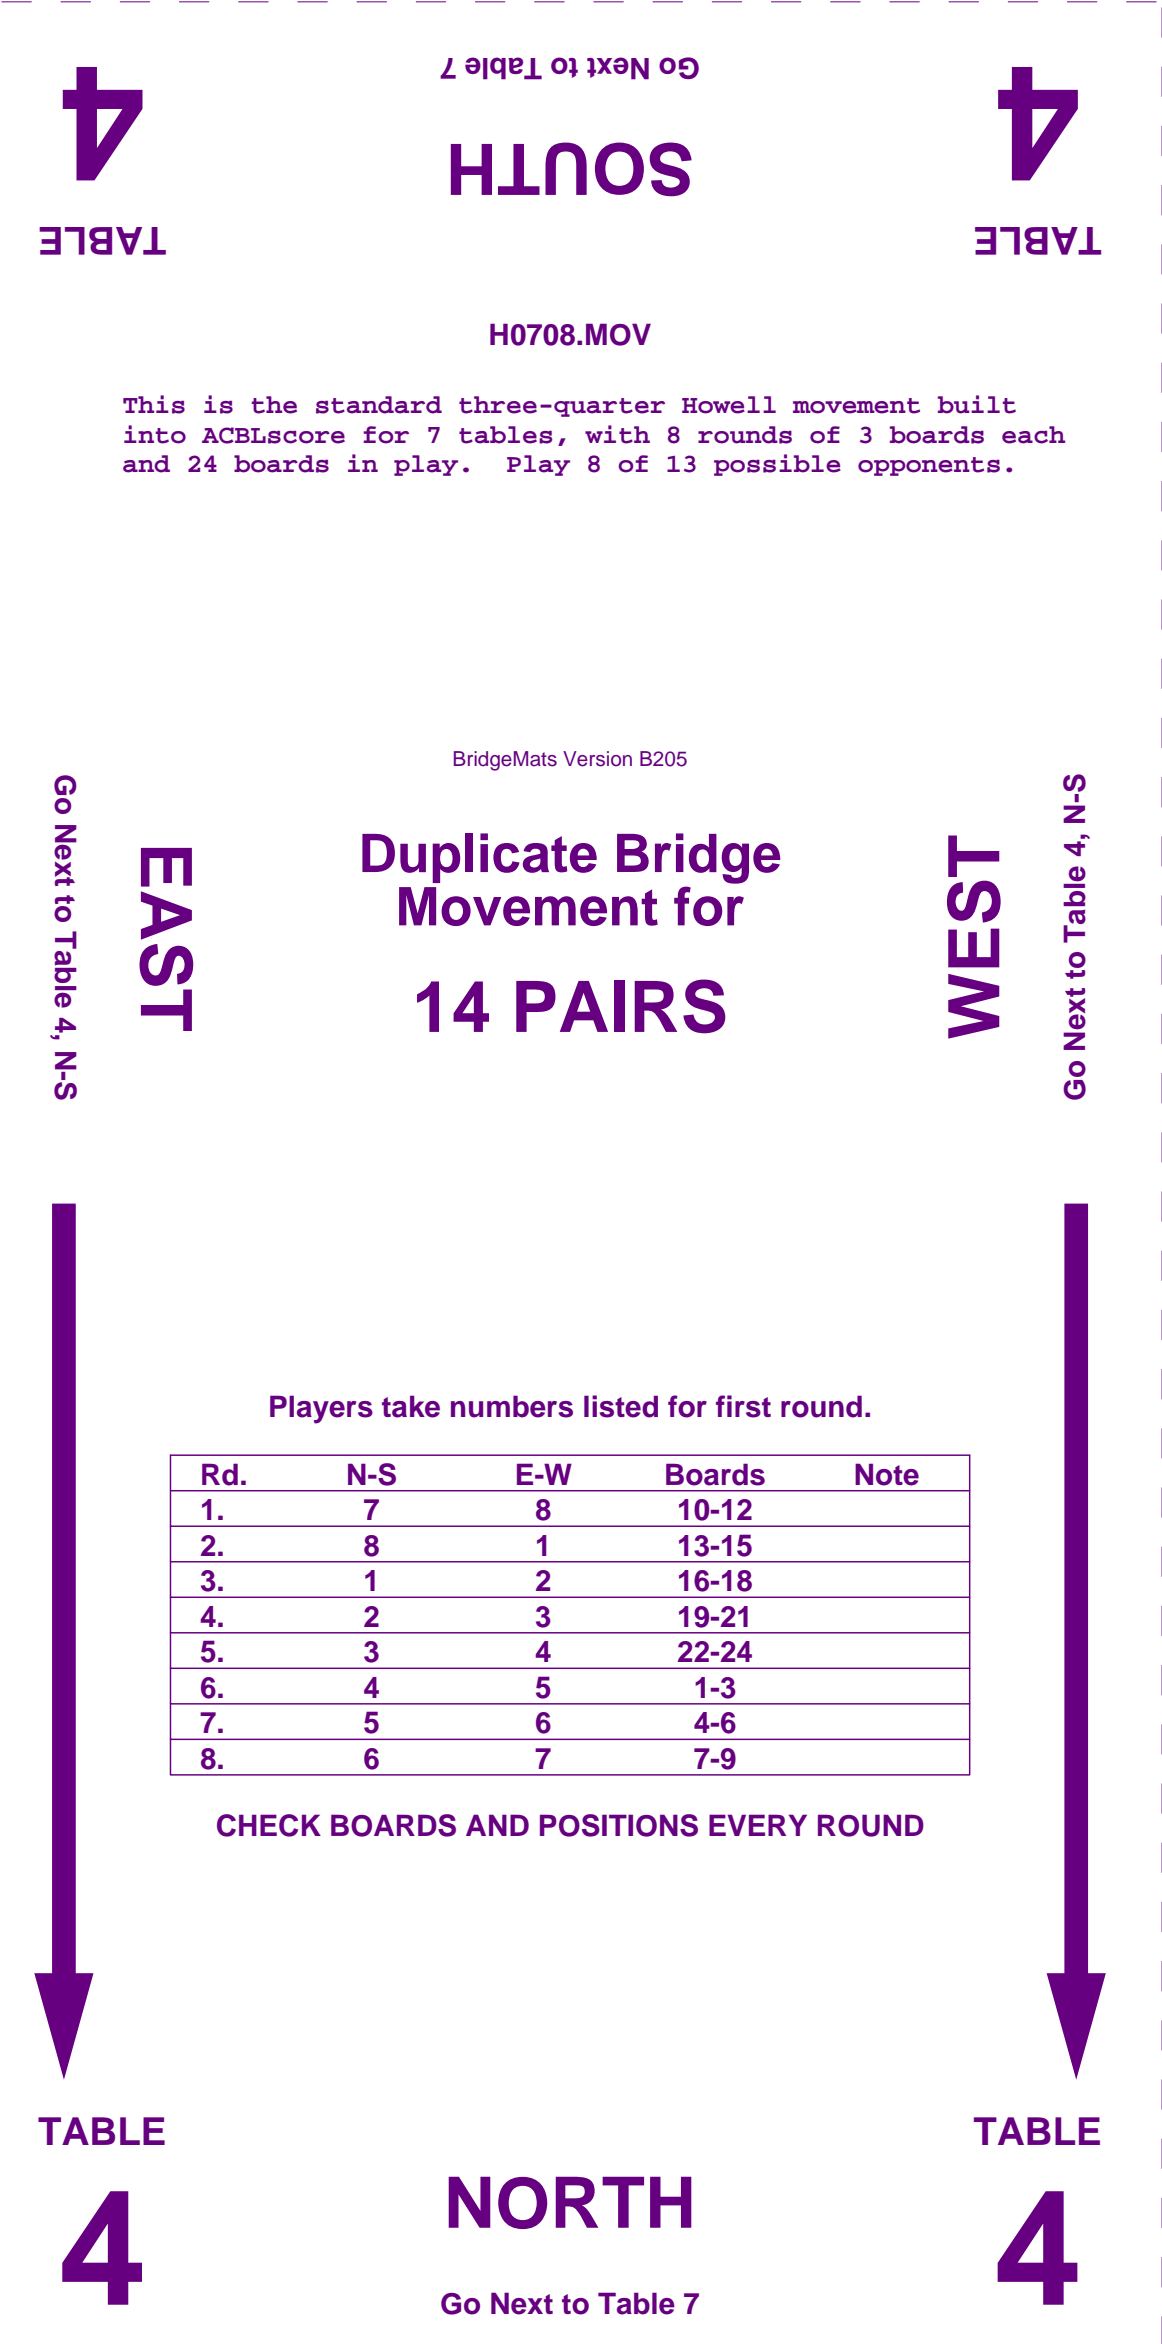 Go Next to Table 7
4
4
SOUTH
TABLE
TABLE
H0708.MOV
This is the standard three-quarter Howell movement built
into ACBLscore for 7 tables, with 8 rounds of 3 boards each
and 24 boards in play.  Play 8 of 13 possible opponents.
BridgeMats Version B205
Go Next to Table 4, N-S
EAST
Duplicate Bridge
Movement for
14 PAIRS
WEST
Go Next to Table 4, N-S
Players take numbers listed for first round.
Rd. N-S E-W Boards Note
1. 7 8 10-12
2. 8 1 13-15
3. 1 2 16-18
4. 2 3 19-21
5. 3 4 22-24
6. 4 5 1-3
7. 5 6 4-6
8. 6 7 7-9
CHECK BOARDS AND POSITIONS EVERY ROUND
TABLE
TABLE
4
NORTH
4
Go Next to Table 7